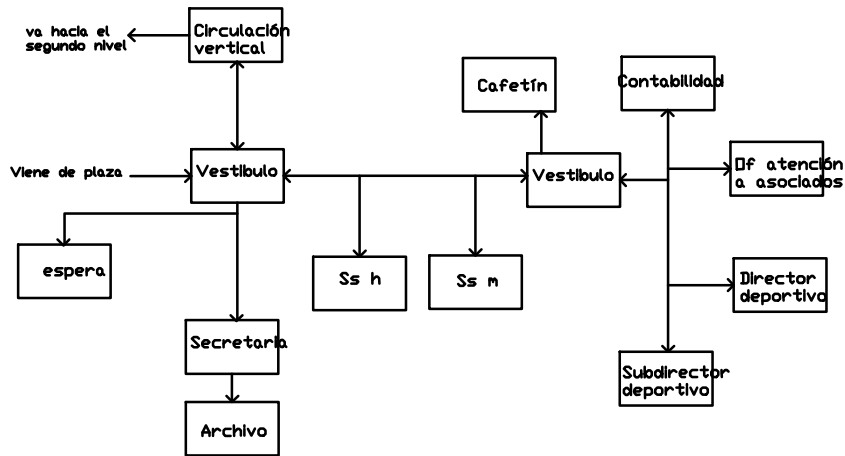 va hacia el
segundo nivel
Circulación
vertical
Cafetín
Contabilidad
Viene de plaza
Vestibulo
Vestibulo
Of atención
a asociados
espera
Ss h
Ss m
Director
deportivo
Secretaria
Subdirector
deportivo
Archivo